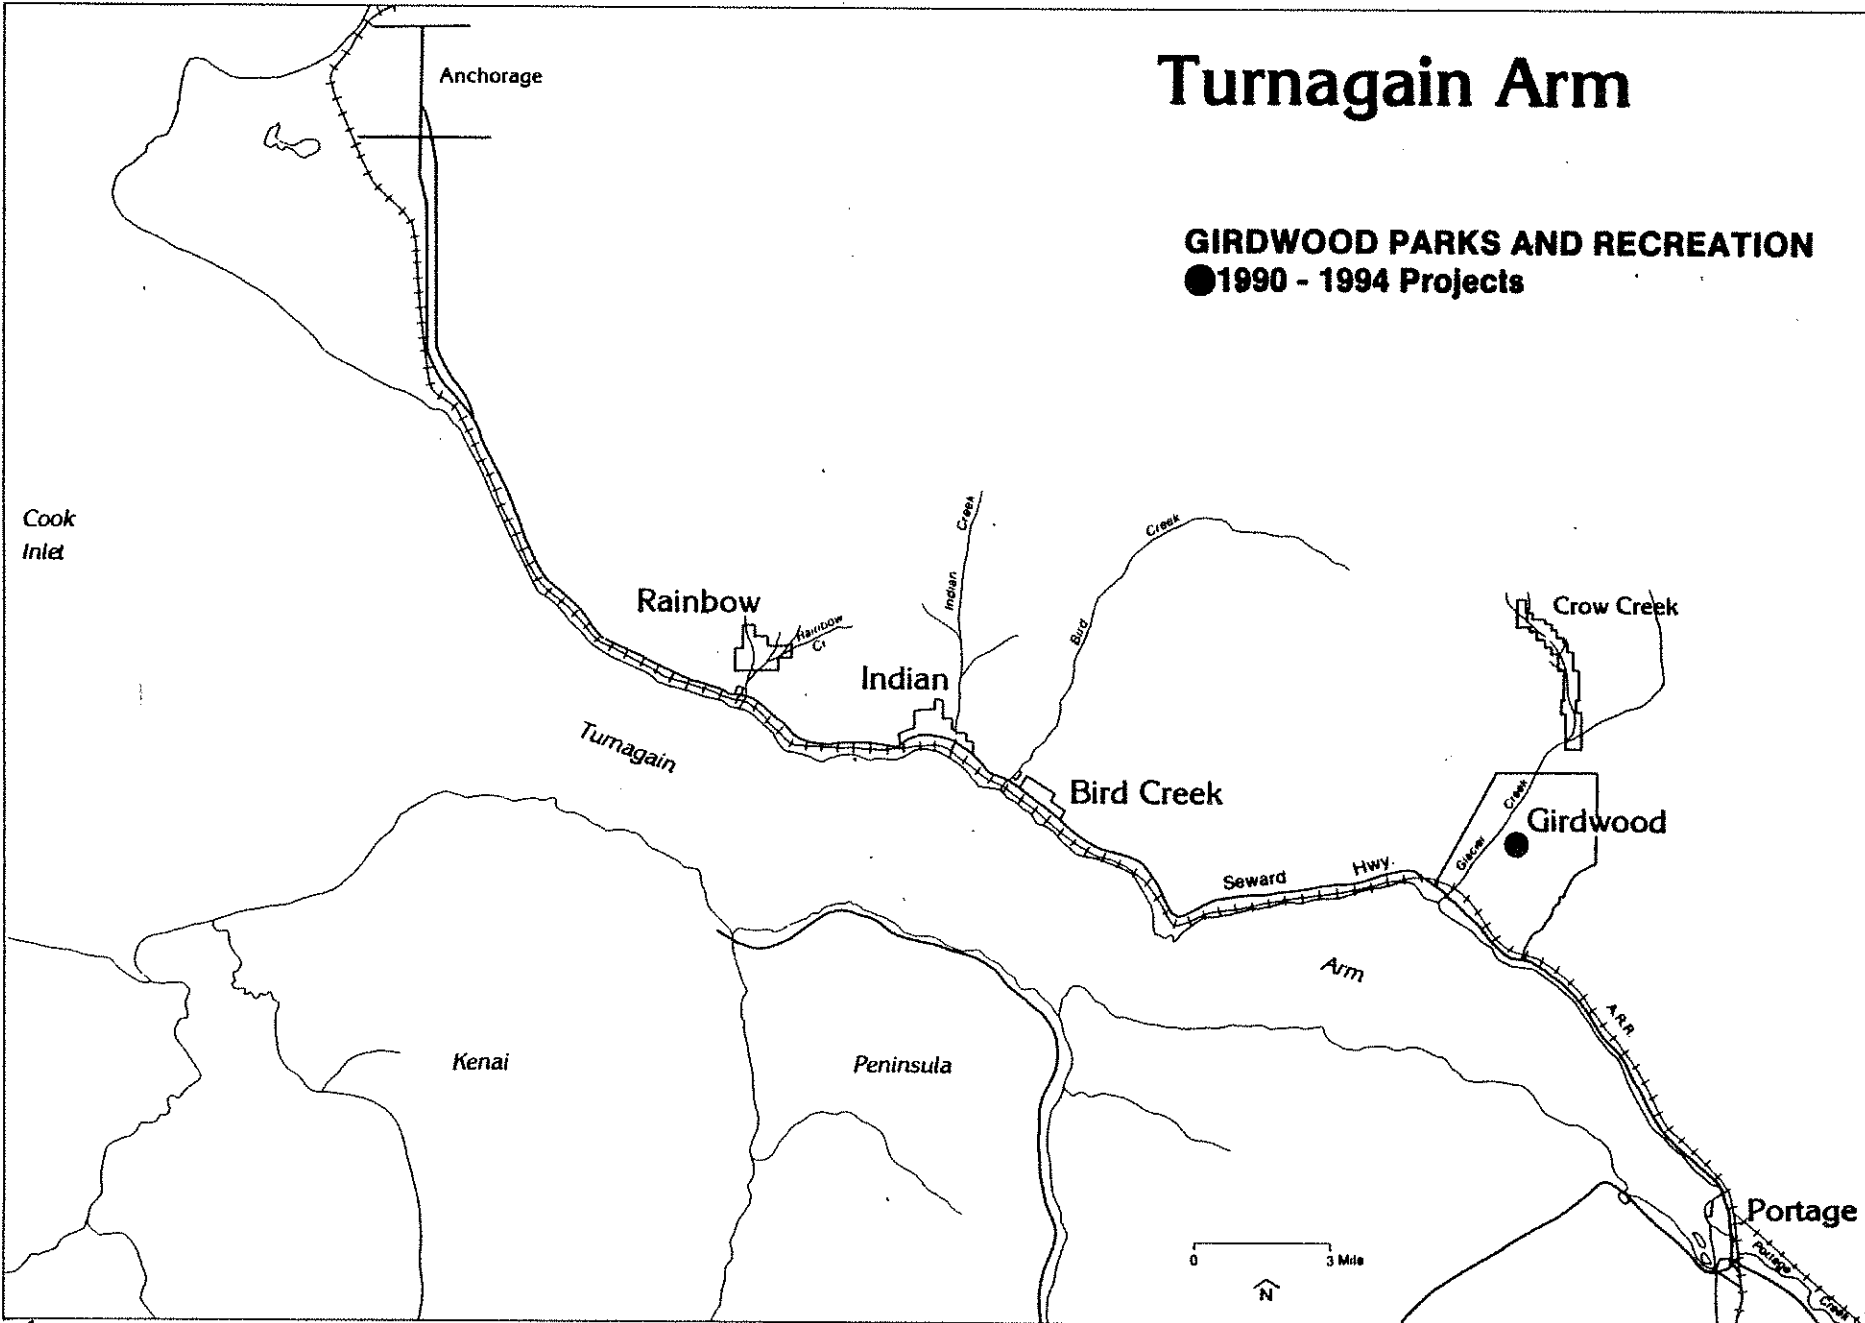 Turnagain Arm
Anchorage
GIRDWOOD PARKS AND RECREATION
1990 - 1994 Projects
Cook
Inlet
Creek
Indian
Creek
Bird
Rainbow
Rainbow
Cr
Crow Creek
Indian
Turnagain
Bird Creek
Creek
Glacier
Girdwood
Seward Hwy.
Arm
A.R.R.
Kenai
Peninsula
Portage
Portage
Creek
0 3 Mile
N